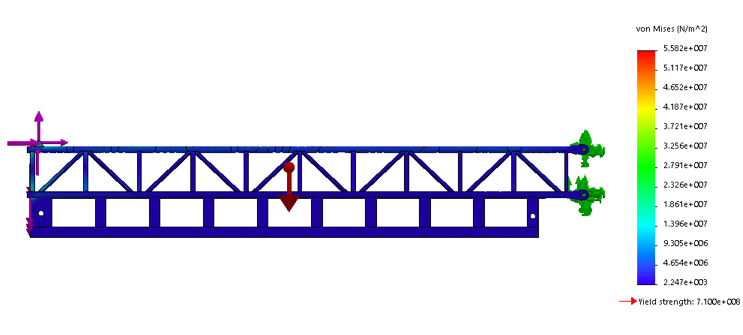 von Mises (N/m^2)
5.582e+007
5.117e+007
4.652e+007
4.187e+007
3.721e+007
3.256e+007
2.791e+007
2.326e+007
1.861e+007
1.396e+007
9.305e+006
4.654e+006
2.247e+003
Yield strength: 7.100e+008